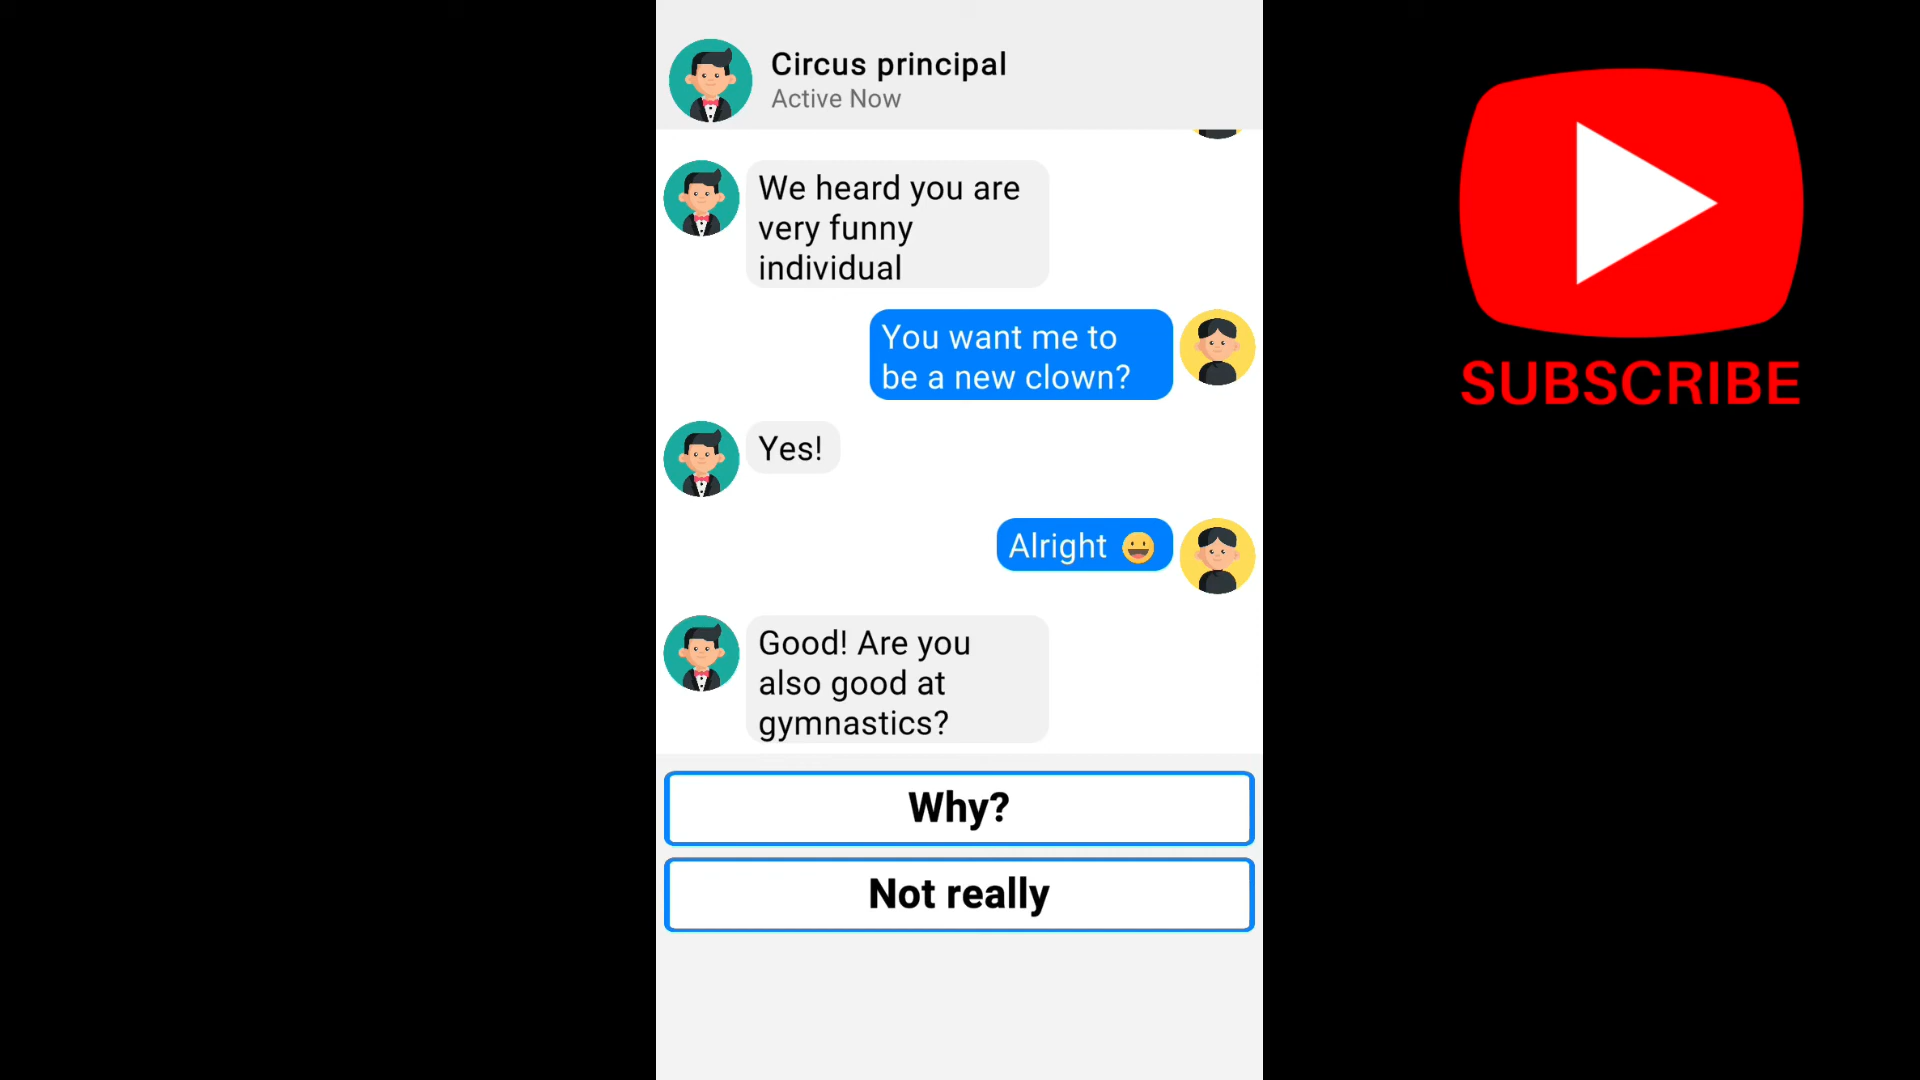 Circus principal
Active Now
We heard you are
very funny
individual
You want me to
be a new clown?
Yes!
Alright 😀
Good! Are you
also good at
gymnastics?
Why?
Not really
SUBSCRIBE